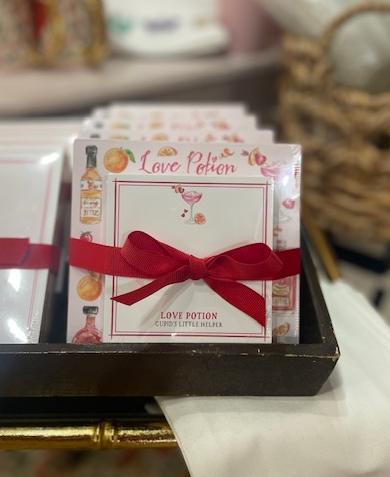 Love Potion
LOVE POTION
CUPID'S LITTLE HELPER